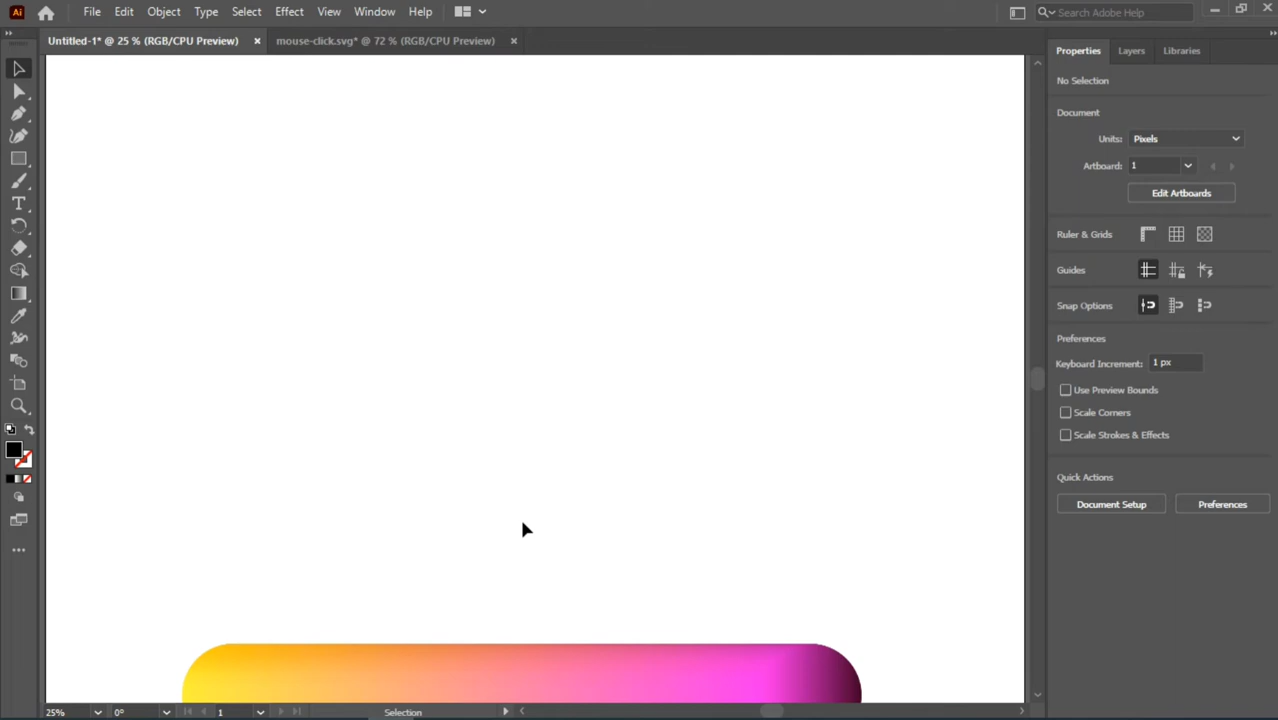 Ai File Edit Object Type Select Effect View Window Help Search Adobe Help
Untitled-1* @ 25 % (RGB/CPU Preview) × mouse-click.svg* @ 72 % (RGB/CPU Preview) ×
Properties Layers Libraries
No Selection
Document
Units: Pixels
Artboard: 1
Edit Artboards
Ruler & Grids
Guides
Snap Options
Preferences
Keyboard Increment: 1 px
Use Preview Bounds
Scale Corners
Scale Strokes & Effects
Quick Actions
Document Setup Preferences
25% 0° 1 Selection